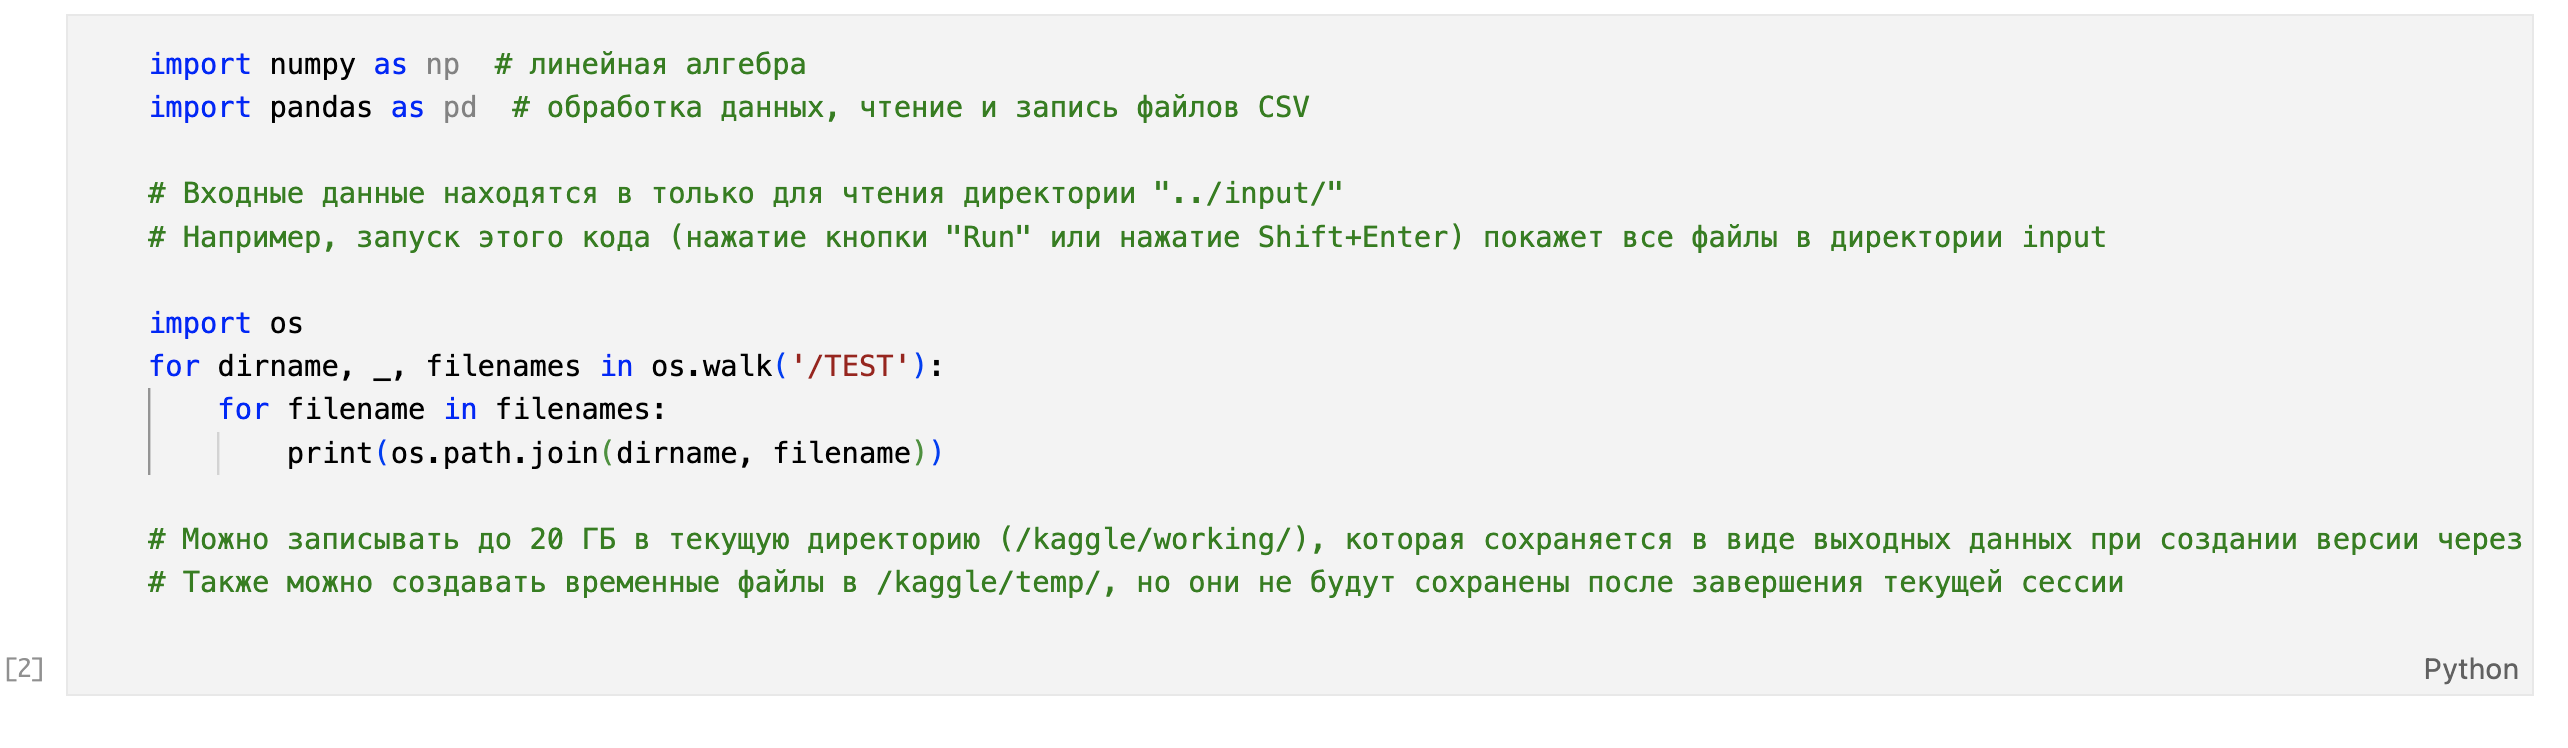 import numpy as np  # линейная алгебра
import pandas as pd  # обработка данных, чтение и запись файлов CSV
# Входные данные находятся в только для чтения директории "../input/"
# Например, запуск этого кода (нажатие кнопки "Run" или нажатие Shift+Enter) покажет все файлы в директории input
import os
for dirname, _, filenames in os.walk('/TEST'):
    for filename in filenames:
        print(os.path.join(dirname, filename))
# Можно записывать до 20 ГБ в текущую директорию (/kaggle/working/), которая сохраняется в виде выходных данных при создании версии через
# Также можно создавать временные файлы в /kaggle/temp/, но они не будут сохранены после завершения текущей сессии
[2]
Python